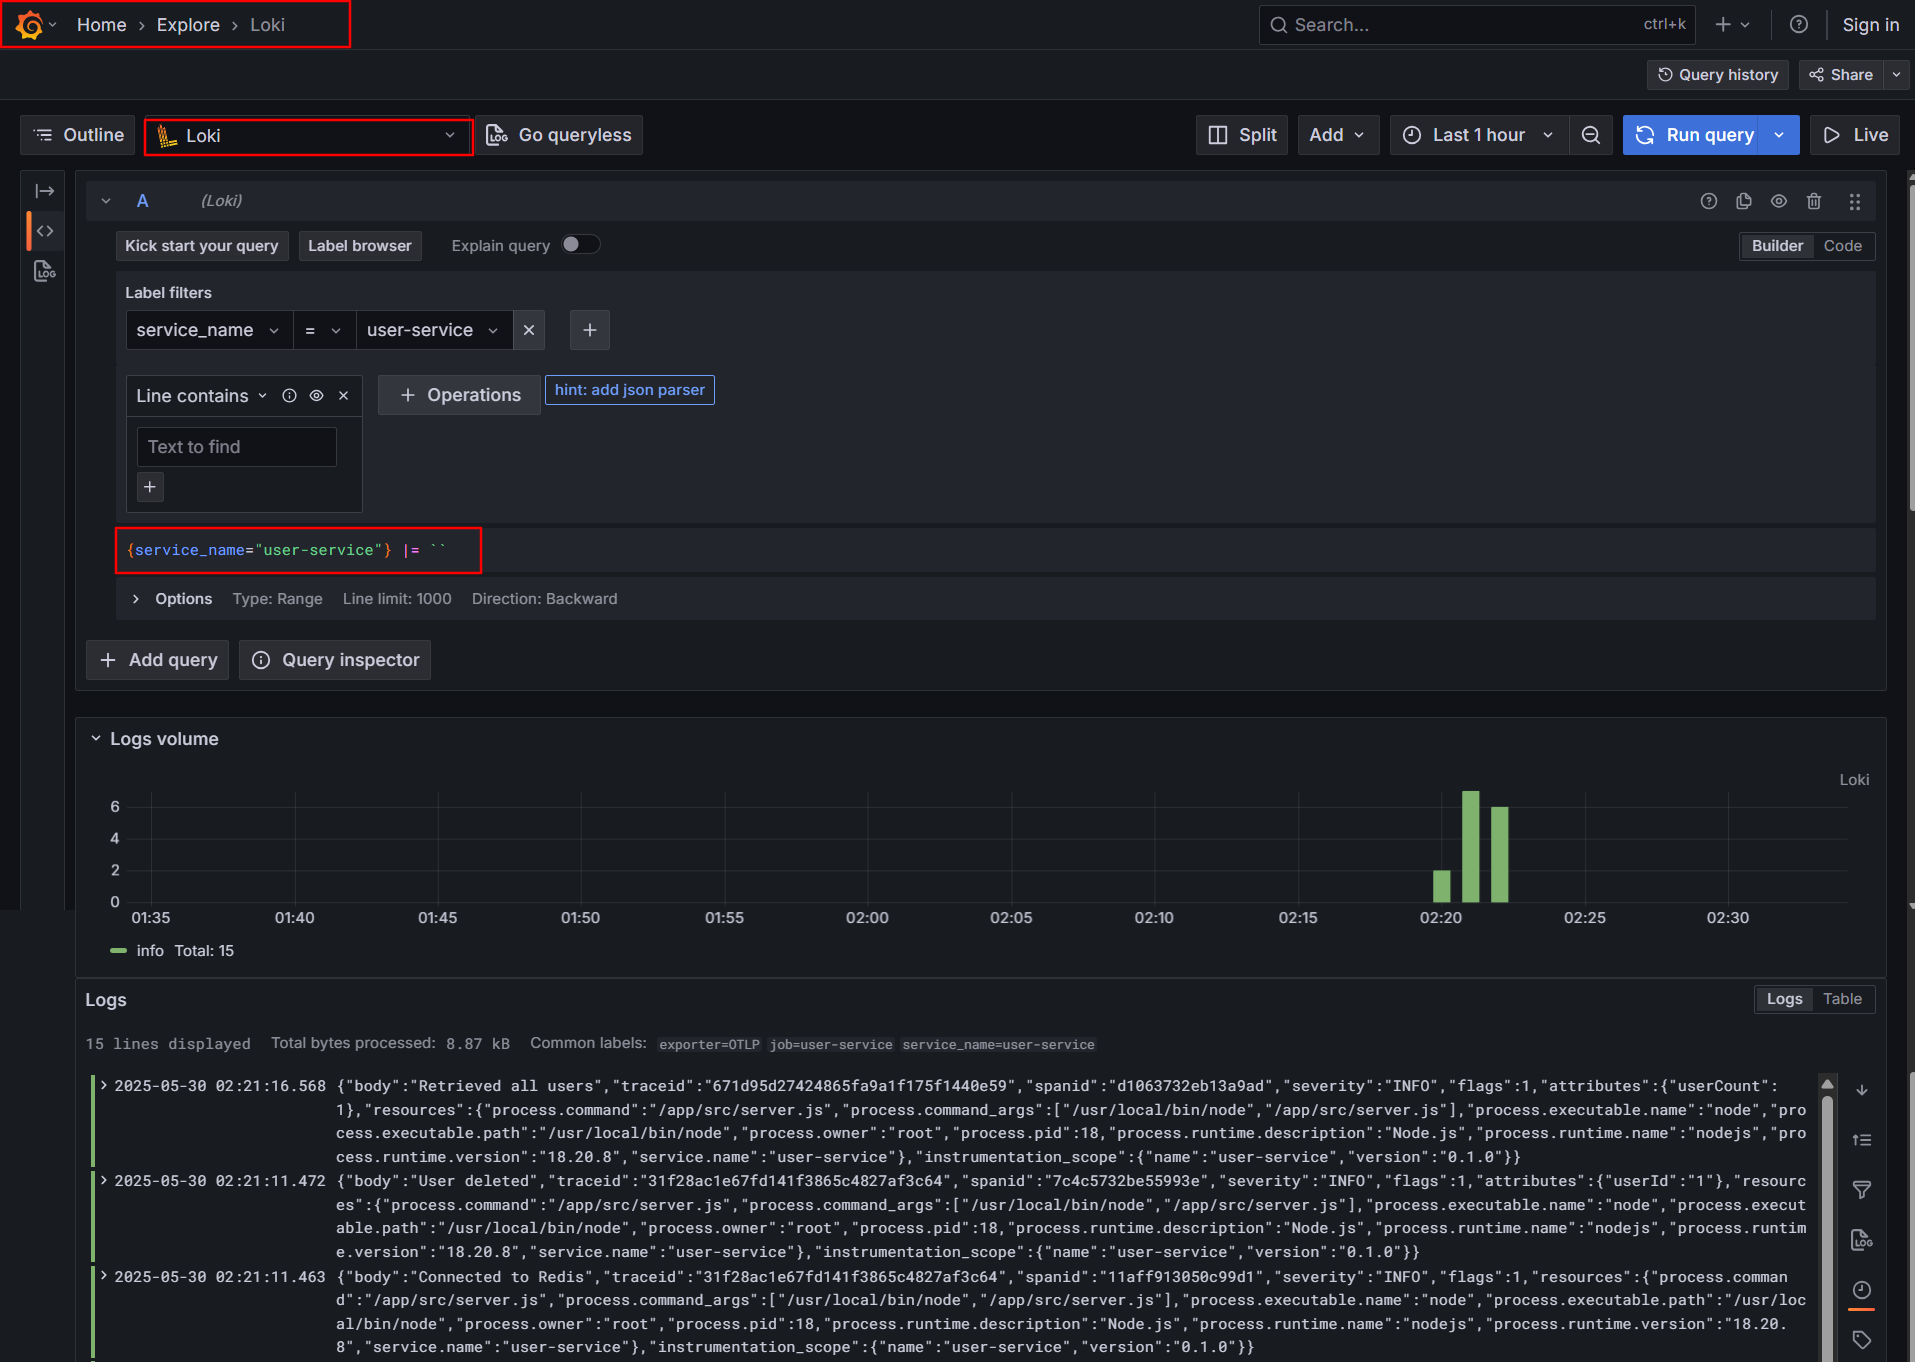 Home › Explore › Loki
Search... ctrl+k
Sign in
Query history
Share
Outline
Loki
Go queryless
Split
Add
Last 1 hour
Run query
Live
A (Loki)
Kick start your query
Label browser
Explain query
Builder
Code
Label filters
service_name
=
user-service
Line contains
+ Operations
hint: add json parser
Text to find
{service_name="user-service"} |= ``
Options Type: Range Line limit: 1000 Direction: Backward
+ Add query
Query inspector
Logs volume
Loki
6
4
2
0
01:35 01:40 01:45 01:50 01:55 02:00 02:05 02:10 02:15 02:20 02:25 02:30
info Total: 15
Logs
Logs
Table
15 lines displayed Total bytes processed: 8.87 kB Common labels: exporter=OTLP job=user-service service_name=user-service
2025-05-30 02:21:16.568 {"body":"Retrieved all users","traceid":"671d95d27424865fa9a1f175f1440e59","spanid":"d1063732eb13a9ad","severity":"INFO","flags":1,"attributes":{"userCount":
1},"resources":{"process.command":"/app/src/server.js","process.command_args":["/usr/local/bin/node","/app/src/server.js"],"process.executable.name":"node","pro
cess.executable.path":"/usr/local/bin/node","process.owner":"root","process.pid":18,"process.runtime.description":"Node.js","process.runtime.name":"nodejs","pro
cess.runtime.version":"18.20.8","service.name":"user-service"},"instrumentation_scope":{"name":"user-service","version":"0.1.0"}}
2025-05-30 02:21:11.472 {"body":"User deleted","traceid":"31f28ac1e67fd141f3865c4827af3c64","spanid":"7c4c5732be55993e","severity":"INFO","flags":1,"attributes":{"userId":"1"},"resourc
es":{"process.command":"/app/src/server.js","process.command_args":["/usr/local/bin/node","/app/src/server.js"],"process.executable.name":"node","process.execut
able.path":"/usr/local/bin/node","process.owner":"root","process.pid":18,"process.runtime.description":"Node.js","process.runtime.name":"nodejs","process.runtim
e.version":"18.20.8","service.name":"user-service"},"instrumentation_scope":{"name":"user-service","version":"0.1.0"}}
2025-05-30 02:21:11.463 {"body":"Connected to Redis","traceid":"31f28ac1e67fd141f3865c4827af3c64","spanid":"11aff913050c99d1","severity":"INFO","flags":1,"resources":{"process.comman
d":"/app/src/server.js","process.command_args":["/usr/local/bin/node","/app/src/server.js"],"process.executable.name":"node","process.executable.path":"/usr/loc
al/bin/node","process.owner":"root","process.pid":18,"process.runtime.description":"Node.js","process.runtime.name":"nodejs","process.runtime.version":"18.20.
8","service.name":"user-service"},"instrumentation_scope":{"name":"user-service","version":"0.1.0"}}